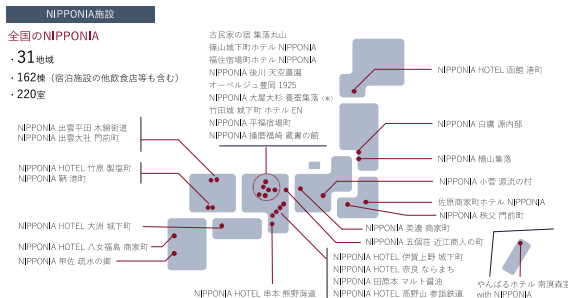 NIPPONIA施設
全国のNIPPONIA
・31地域
・162棟（宿泊施設の他飲食店等も含む）
・220室
古民家の宿 集落丸山
篠山城下町ホテル NIPPONIA
福住宿場町ホテル NIPPONIA
NIPPONIA 後川 天空農園
オーベルジュ豊岡 1925
NIPPONIA 大屋大杉 養蚕集落（※）
竹田城 城下町 ホテル EN
NIPPONIA 平福宿場町
NIPPONIA 播磨福崎 蔵書の館
NIPPONIA 出雲平田 木綿街道
NIPPONIA 出雲大社 門前町
NIPPONIA HOTEL 竹原 製塩町
NIPPONIA 鞆 港町
NIPPONIA HOTEL 大洲 城下町
NIPPONIA HOTEL 八女福島 商家町
NIPPONIA 甲佐 疏水の郷
NIPPONIA HOTEL 串本 熊野海道
NIPPONIA HOTEL 函館 港町
NIPPONIA 白鷹 源内邸
NIPPONIA 楢山集落
NIPPONIA 小菅 源流の村
佐原商家町ホテル NIPPONIA
NIPPONIA 秩父 門前町
NIPPONIA 美濃 商家町
NIPPONIA 五個荘 近江商人の町
NIPPONIA HOTEL 伊賀上野 城下町
NIPPONIA HOTEL 奈良 ならまち
NIPPONIA 田原本 マルト醤油
NIPPONIA HOTEL 高野山 参詣鉄道
やんばるホテル 南溟森室
with NIPPONIA